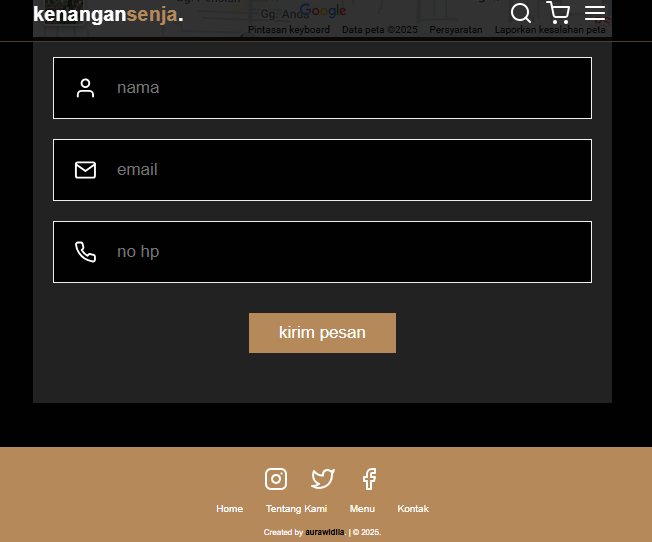 kenangansenja.
Gg. Anda
Google
Pintasan keyboard Data peta ©2025 Persyaratan Laporkan kesalahan peta
nama
email
no hp
kirim pesan
Home Tentang Kami Menu Kontak
Created by aurawidila. | © 2025.